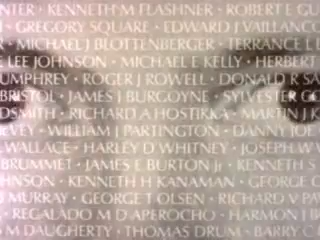 NTER · KENNETH M FLASHNER · ROBERT E GU
· GREGORY SQUARE · EDWARD J VAILLANC
R · MICHAEL J BLOTTENBERGER · TERRANCE L E
LEE JOHNSON · MICHAEL E KELLY · HERBERT
UMPHREY · ROGER J ROWELL · DONALD R SA
BRISTOL · JAMES J BURGOYNE · SYLVESTER GO
DSMITH · RICHARD A HOSTIKKA · MARTIN J K
VEY · WILLIAM J PARTINGTON · DANNY JOE
WALLACE · HARLEY D WHITNEY · JOSEPH W
BRUMMET · JAMES E BURTON Jr · KENNETH S
HNSON · KENNETH H KANAMAN · GEORGE C
J MURRAY · GEORGE T OLSEN · RICHARD V PA
· REGALADO M D APEROCHO · HARMON J
M DAUGHERTY · THOMAS DRUM · BARRY C